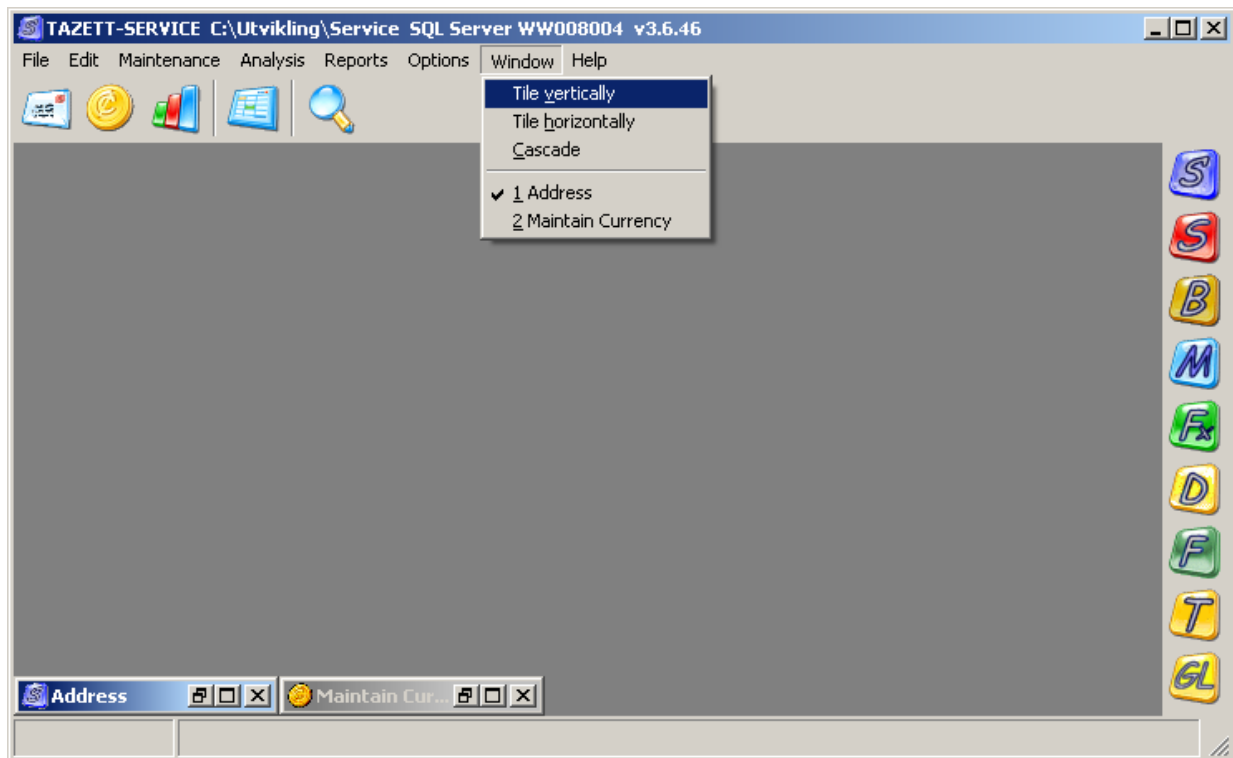 TAZETT-SERVICE C:\Utvikling\Service SQL Server WW008004 v3.6.46
File Edit Maintenance Analysis Reports Options Window Help
Tile vertically
Tile horizontally
Cascade
1 Address
2 Maintain Currency
S
S
B
M
Fx
D
F
T
GL
Address
Maintain Cur...